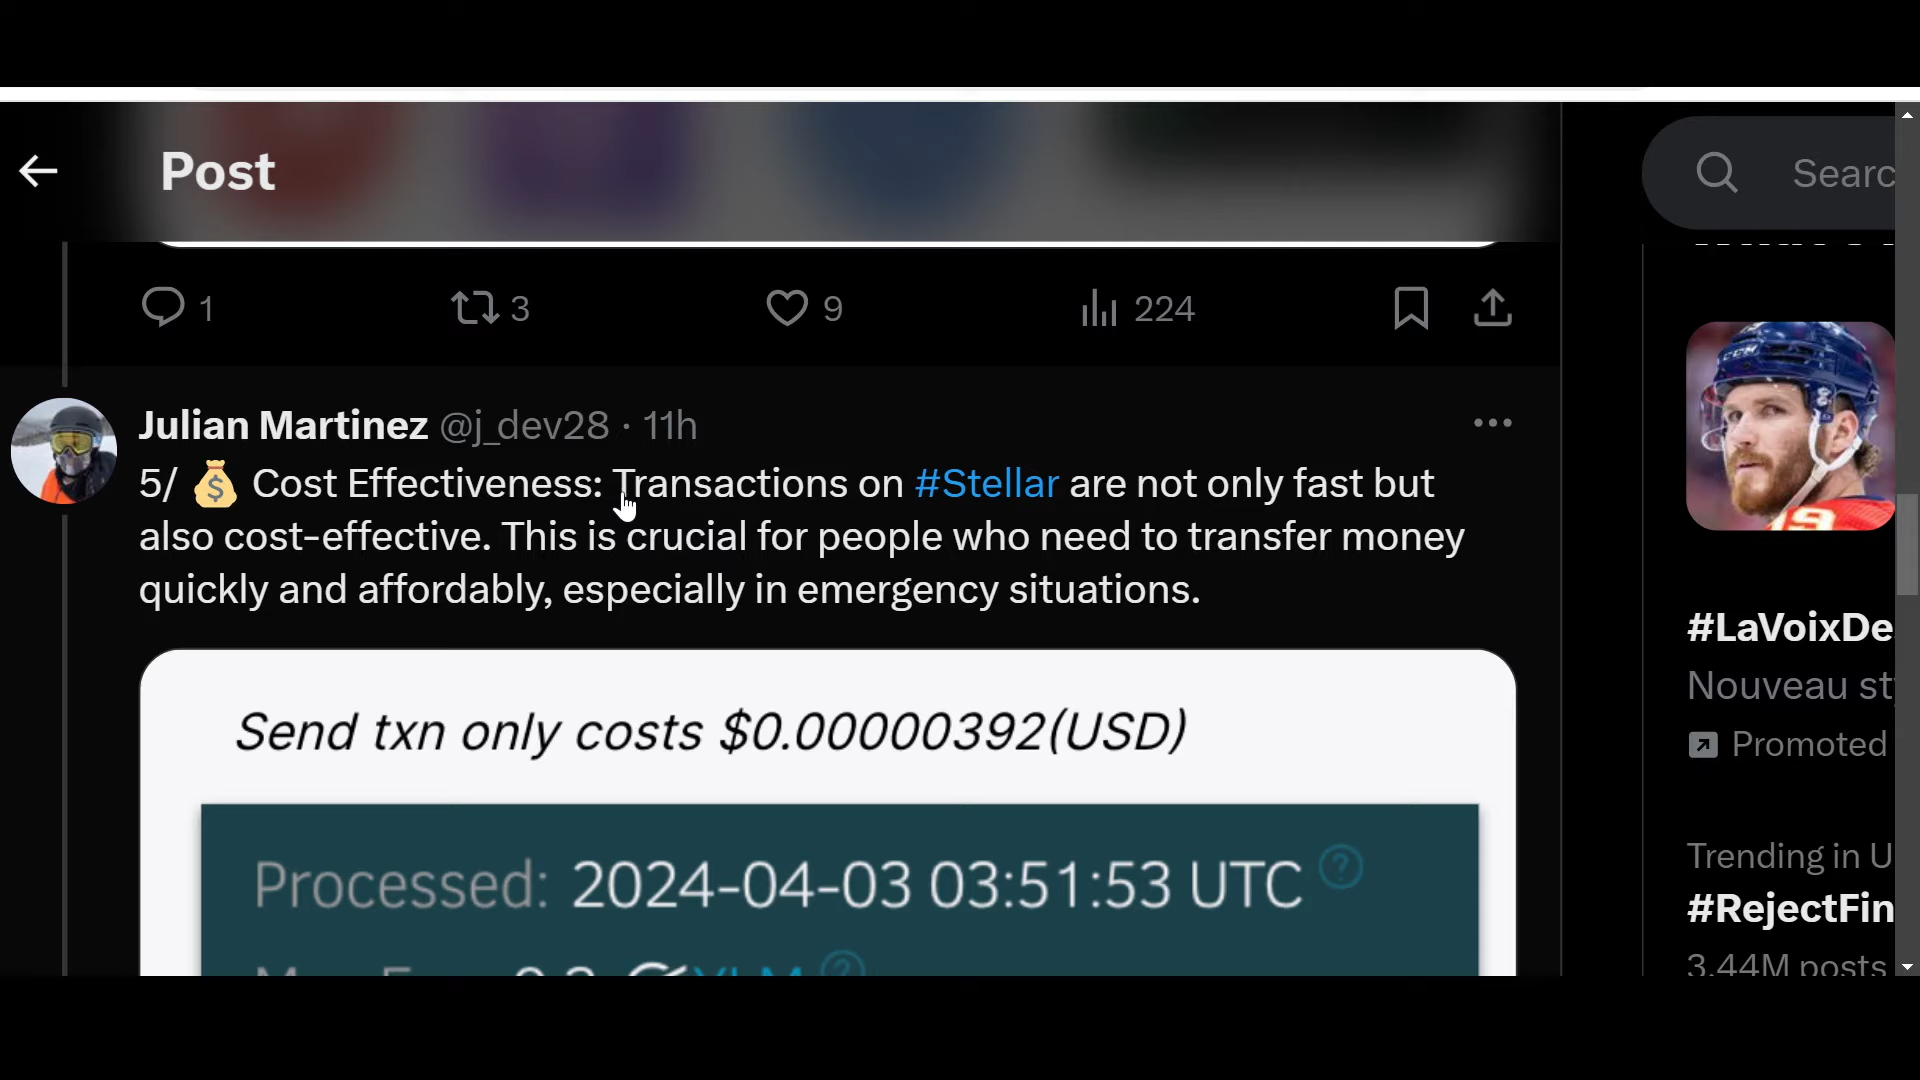 Post
Searc
1
3
9
224
Julian Martinez @j_dev28 · 11h
5/ 💰 Cost Effectiveness: Transactions on #Stellar are not only fast but
also cost-effective. This is crucial for people who need to transfer money
quickly and affordably, especially in emergency situations.
Send txn only costs $0.00000392(USD)
Processed: 2024-04-03 03:51:53 UTC
#LaVoixDe
Nouveau st
Promoted
Trending in U
#RejectFin
3.44M posts